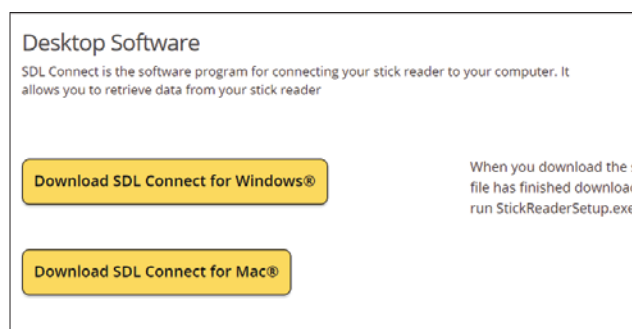 Desktop Software
SDL Connect is the software program for connecting your stick reader to your computer. It
allows you to retrieve data from your stick reader
Download SDL Connect for Windows®
When you download the
file has finished
run StickReaderSetup.exe
Download SDL Connect for Mac®